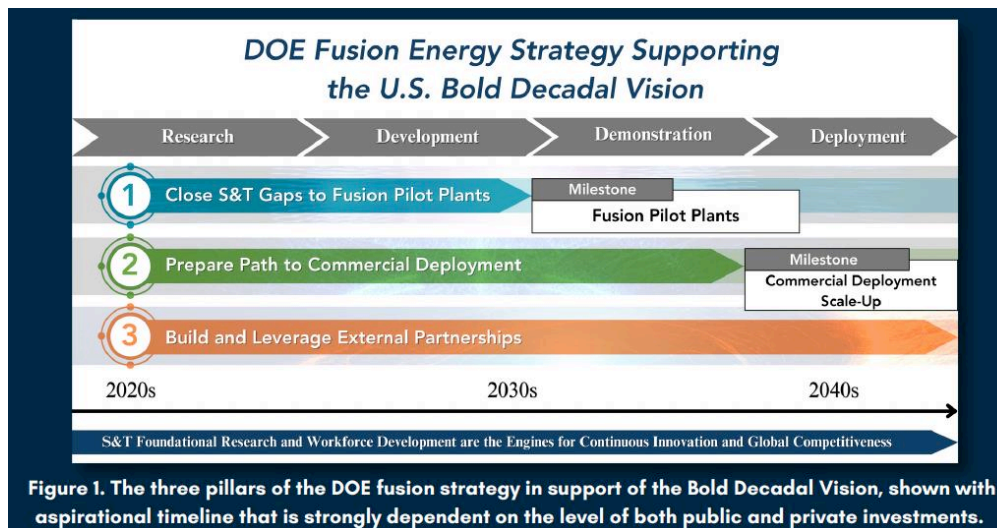 DOE Fusion Energy Strategy Supporting
the U.S. Bold Decadal Vision
Research
Development
Demonstration
Deployment
1
Close S&T Gaps to Fusion Pilot Plants
Milestone
Fusion Pilot Plants
2
Prepare Path to Commercial Deployment
Milestone
Commercial Deployment
Scale-Up
3
Build and Leverage External Partnerships
2020s
2030s
2040s
S&T Foundational Research and Workforce Development are the Engines for Continuous Innovation and Global Competitiveness
Figure 1. The three pillars of the DOE fusion strategy in support of the Bold Decadal Vision, shown with
aspirational timeline that is strongly dependent on the level of both public and private investments.